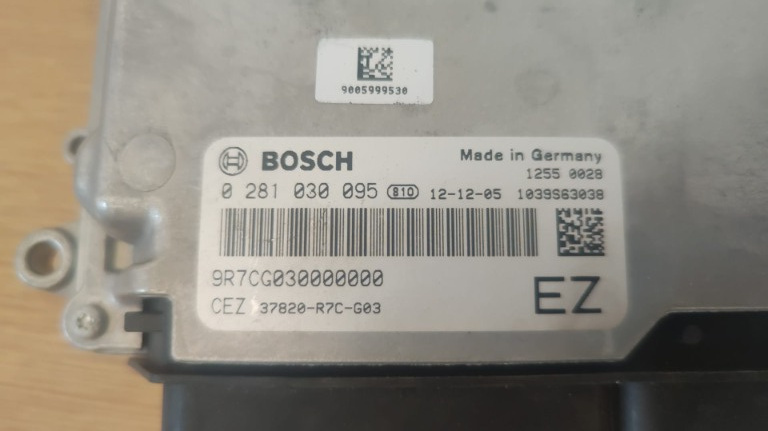 9005999530
BOSCH
Made in Germany
1255 0028
0 281 030 095 810 12-12-05 1039S63038
9R7CG030000000
CEZ 37820-R7C-G03
EZ